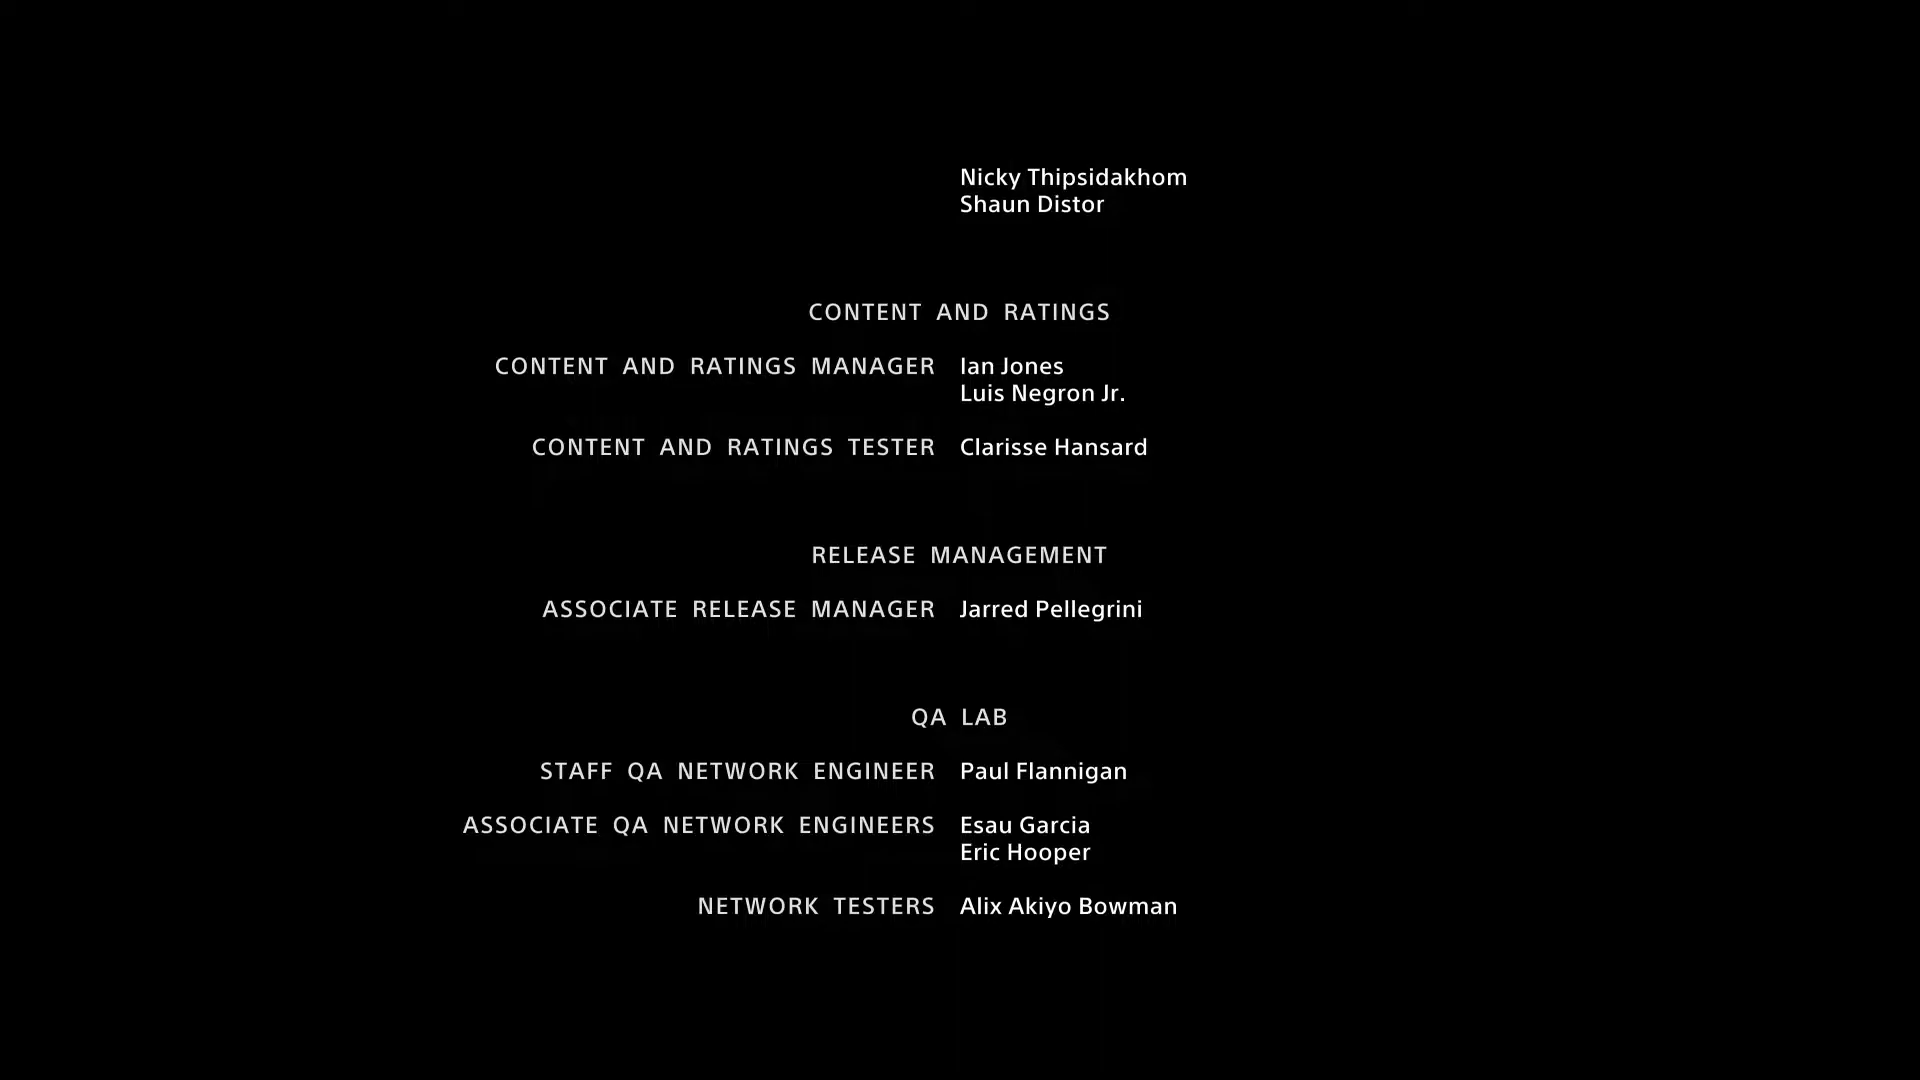 Nicky Thipsidakhom
Shaun Distor
CONTENT AND RATINGS
CONTENT AND RATINGS MANAGER Ian Jones
Luis Negron Jr.
CONTENT AND RATINGS TESTER Clarisse Hansard
RELEASE MANAGEMENT
ASSOCIATE RELEASE MANAGER Jarred Pellegrini
QA LAB
STAFF QA NETWORK ENGINEER Paul Flannigan
ASSOCIATE QA NETWORK ENGINEERS Esau Garcia
Eric Hooper
NETWORK TESTERS Alix Akiyo Bowman